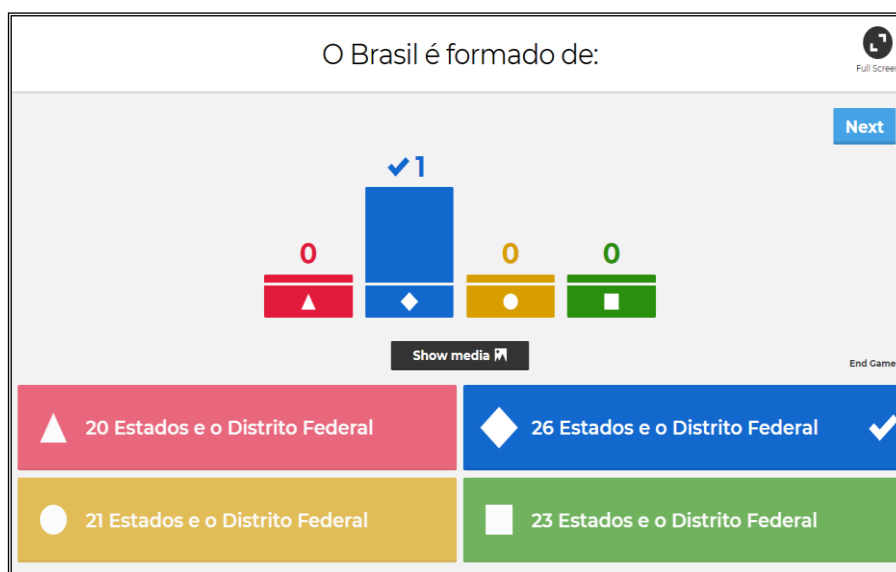 O Brasil é formado de:
Full Screen
Next
1
0
0
0
Show media
End Game
20 Estados e o Distrito Federal
26 Estados e o Distrito Federal
21 Estados e o Distrito Federal
23 Estados e o Distrito Federal